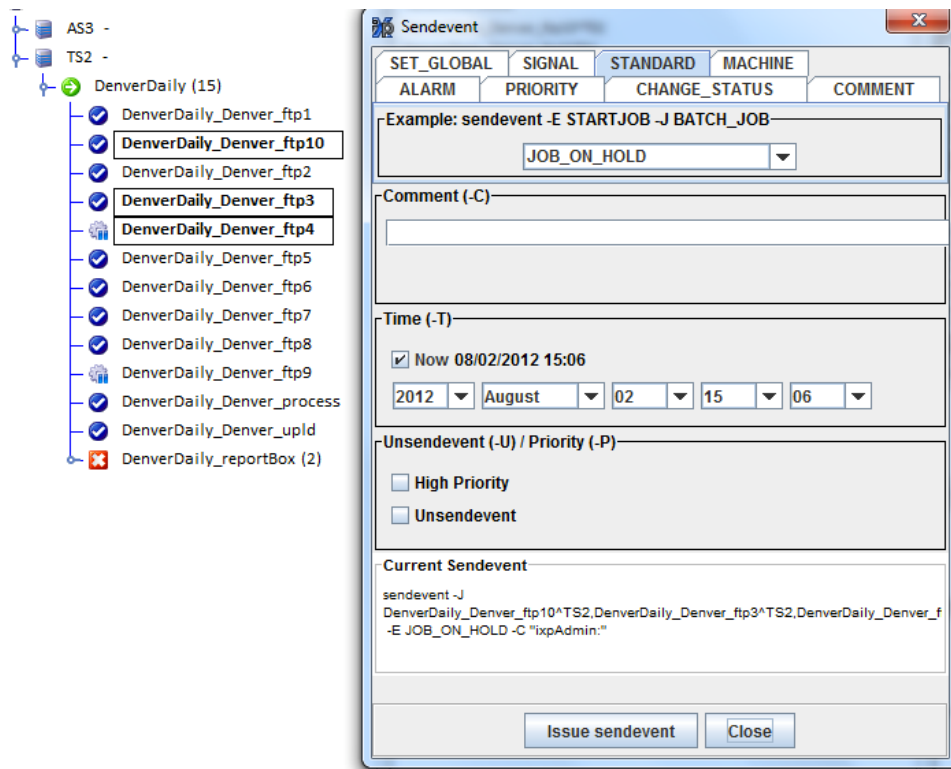 AS3 -
TS2 -
DenverDaily (15)
DenverDaily_Denver_ftp1
DenverDaily_Denver_ftp10
DenverDaily_Denver_ftp2
DenverDaily_Denver_ftp3
DenverDaily_Denver_ftp4
DenverDaily_Denver_ftp5
DenverDaily_Denver_ftp6
DenverDaily_Denver_ftp7
DenverDaily_Denver_ftp8
DenverDaily_Denver_ftp9
DenverDaily_Denver_process
DenverDaily_Denver_upld
DenverDaily_reportBox (2)
Sendevent
SET_GLOBAL SIGNAL STANDARD MACHINE
ALARM PRIORITY CHANGE_STATUS COMMENT
Example: sendevent -E STARTJOB -J BATCH_JOB
JOB_ON_HOLD
Comment (-C)
Time (-T)
Now 08/02/2012 15:06
2012 August 02 15 06
Unsendevent (-U) / Priority (-P)
High Priority
Unsendevent
Current Sendevent
sendevent -J
DenverDaily_Denver_ftp10^TS2,DenverDaily_Denver_ftp3^TS2,DenverDaily_Denver_f
-E JOB_ON_HOLD -C "ixpAdmin:"
Issue sendevent Close